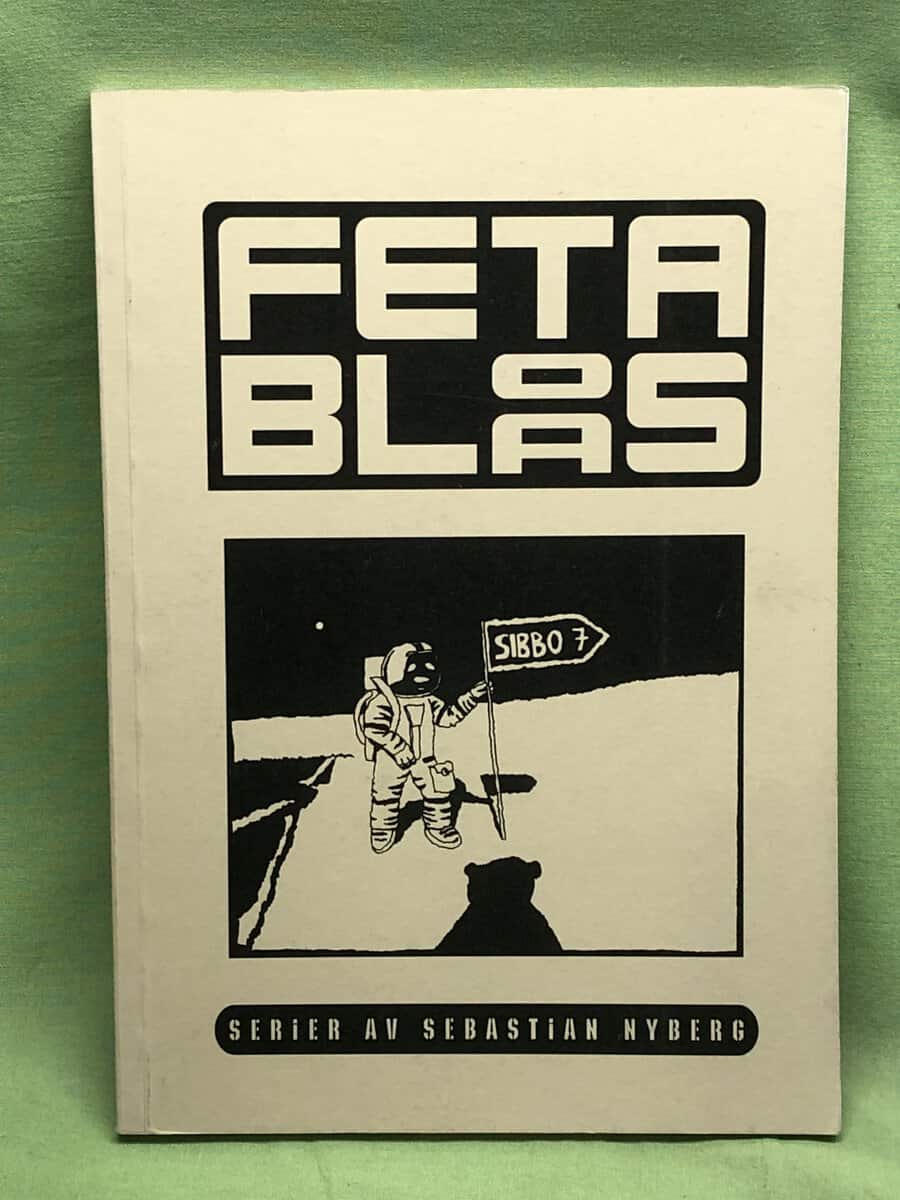 FETA
BLÅS
SIBBO 7
SERiER AV SEBASTiAN NYBERG